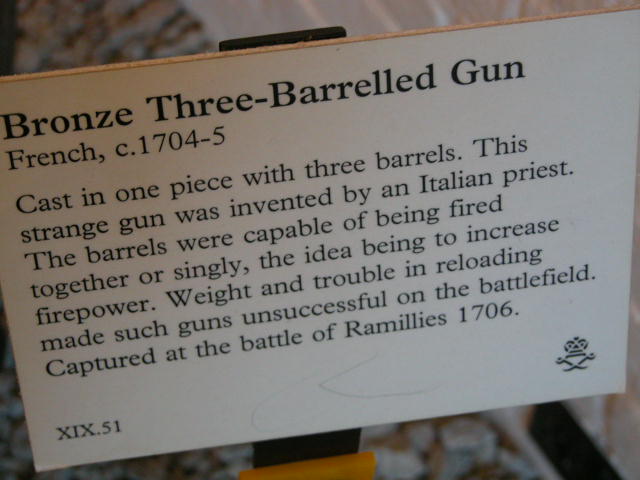 Bronze Three-Barrelled Gun
French, c.1704-5
Cast in one piece with three barrels. This
strange gun was invented by an Italian priest.
The barrels were capable of being fired
together or singly, the idea being to increase
firepower. Weight and trouble in reloading
made such guns unsuccessful on the battlefield.
Captured at the battle of Ramillies 1706.
XIX.51